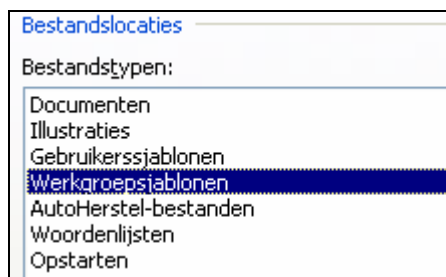 Bestandslocaties
Bestandstypen:
Documenten
Illustraties
Gebruikerssjablonen
Werkgroepsjablonen
AutoHerstel-bestanden
Woordenlijsten
Opstarten